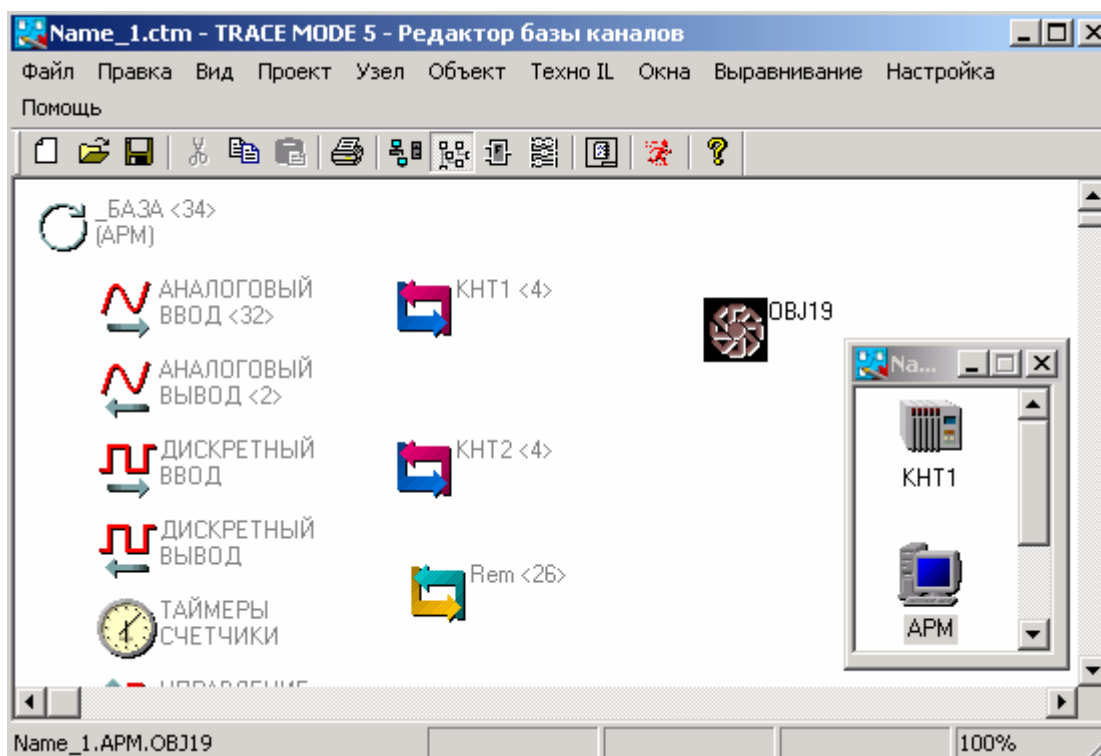 Name_1.ctm - TRACE MODE 5 - Редактор базы каналов
Файл Правка Вид Проект Узел Объект Техно IL Окна Выравнивание Настройка
Помощь
_БАЗА <34>
(АРМ)
АНАЛОГОВЫЙ
ВВОД <32>
АНАЛОГОВЫЙ
ВЫВОД <2>
ДИСКРЕТНЫЙ
ВВОД
ДИСКРЕТНЫЙ
ВЫВОД
ТАЙМЕРЫ
СЧЕТЧИКИ
УПРАВЛЕНИЕ
КНТ1 <4>
КНТ2 <4>
Rem <26>
OBJ19
Na...
КНТ1
АРМ
Name_1.АРМ.OBJ19
100%